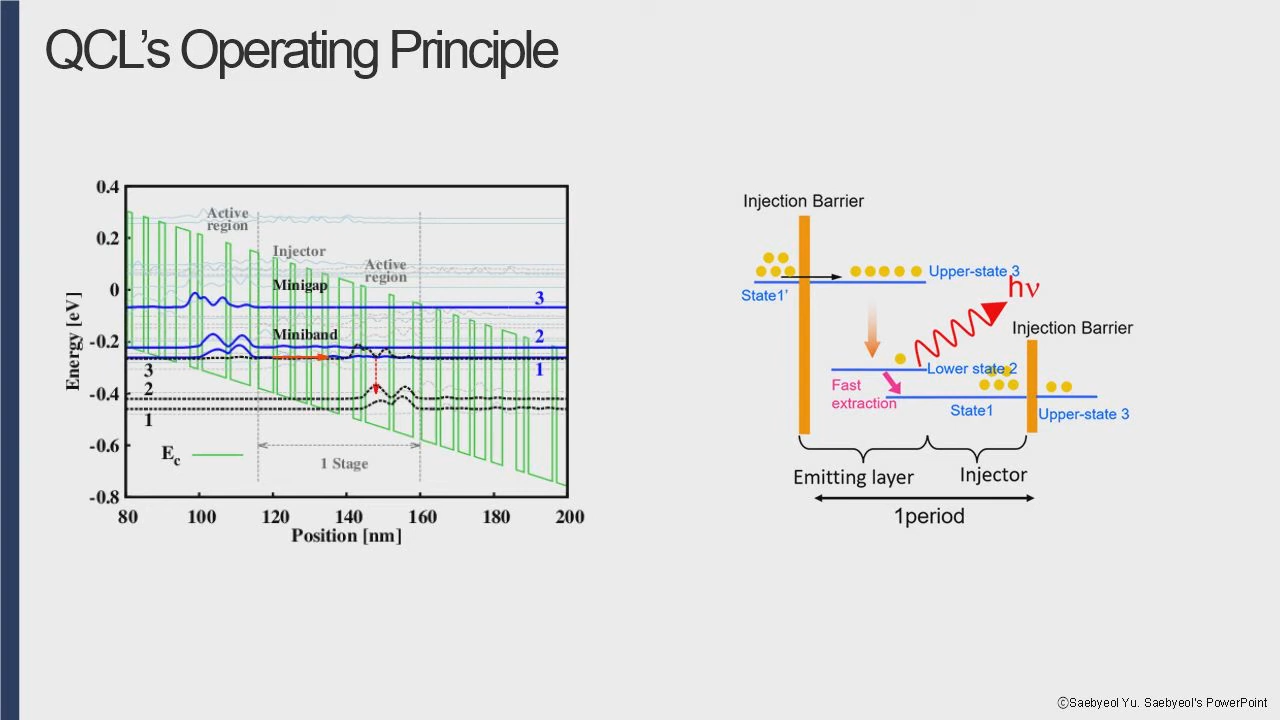 QCL's Operating Principle
0.4
0.2
0
-0.2
-0.4
-0.6
-0.8
Energy [eV]
80
100
120
140
160
180
200
Position [nm]
Active
region
Injector
Active
region
Minigap
Miniband
3
2
1
3
2
1
Ec
1 Stage
Injection Barrier
State1'
Upper-state 3
hν
Injection Barrier
Lower state 2
Fast
extraction
State1
Upper-state 3
Emitting layer
Injector
1period
ⓒSaebyeol Yu. Saebyeol's PowerPoint